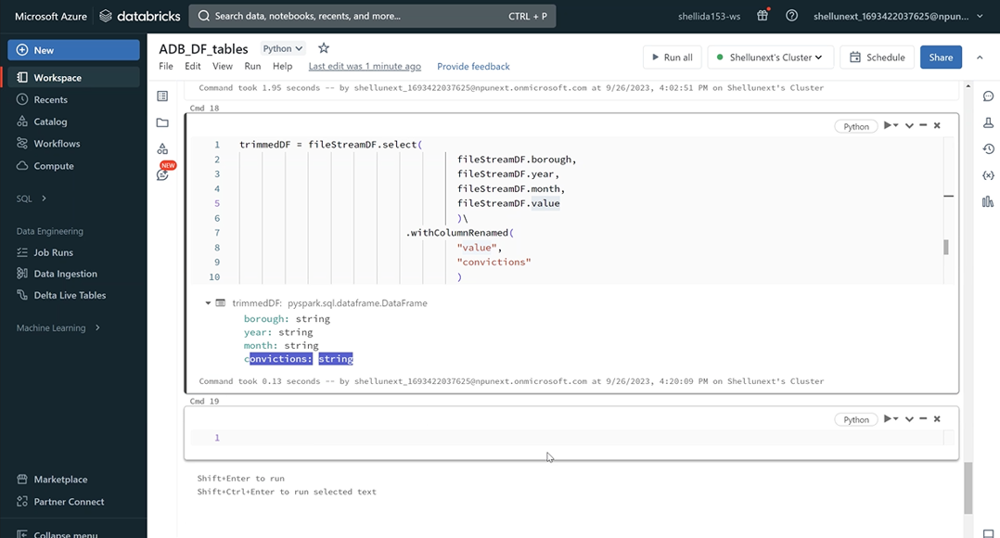 Microsoft Azure databricks Search data, notebooks, recents, and more... CTRL + P shellida153-ws shellunext_1693422037625@npun...
New
Workspace
Recents
Catalog
Workflows
Compute
SQL
Data Engineering
Job Runs
Data Ingestion
Delta Live Tables
Machine Learning
Marketplace
Partner Connect
Collapse menu
ADB_DF_tables Python
File Edit View Run Help Last edit was 1 minute ago Provide feedback
Run all Shellunext's Cluster Schedule Share
NEW
Command took 1.95 seconds -- by shellunext_1693422037625@npunext.onmicrosoft.com at 9/26/2023, 4:02:51 PM on Shellunext's Cluster
Cmd 18
Python
1 trimmedDF = fileStreamDF.select(
2 fileStreamDF.borough,
3 fileStreamDF.year,
4 fileStreamDF.month,
5 fileStreamDF.value
6 )\
7 .withColumnRenamed(
8 "value",
9 "convictions"
10 )
trimmedDF: pyspark.sql.dataframe.DataFrame
borough: string
year: string
month: string
convictions: string
Command took 0.13 seconds -- by shellunext_1693422037625@npunext.onmicrosoft.com at 9/26/2023, 4:20:09 PM on Shellunext's Cluster
Cmd 19
Python
1
Shift+Enter to run
Shift+Ctrl+Enter to run selected text